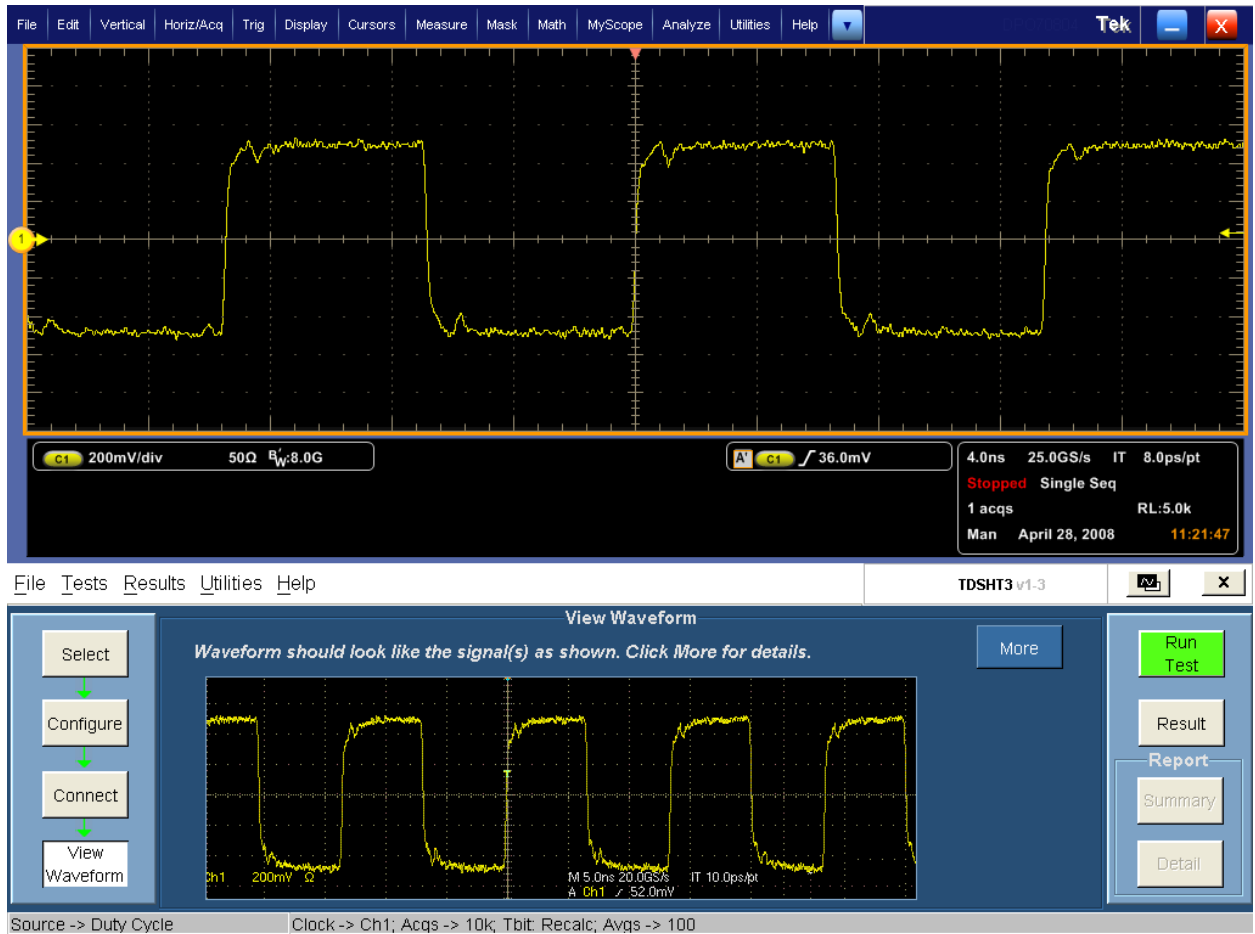 File Edit Vertical Horiz/Acq Trig Display Cursors Measure Mask Math MyScope Analyze Utilities Help Tek X
1
C1 200mV/div 50Ω BW:8.0G
A' C1 36.0mV
4.0ns 25.0GS/s IT 8.0ps/pt
Stopped Single Seq
1 acqs RL:5.0k
Man April 28, 2008 11:21:47
File Tests Results Utilities Help
TDSHT3 v1-3 x
View Waveform
Select
Configure
Connect
View
Waveform
Waveform should look like the signal(s) as shown. Click More for details.
More
Ch1 200mV Ω
M 5.0ns 20.0GS/s IT 10.0ps/pt
A Ch1 52.0mV
Run
Test
Result
Report
Summary
Detail
Source -> Duty Cycle
Clock -> Ch1; Acqs -> 10k; Tbit: Recalc; Avgs -> 100